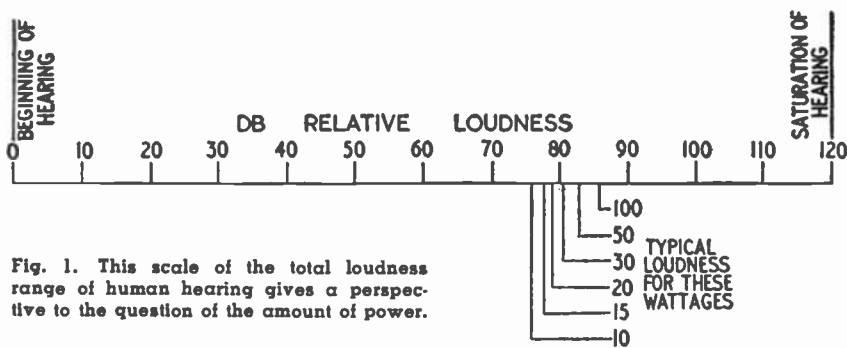 BEGINNING OF
HEARING
SATURATION OF
HEARING
DB RELATIVE LOUDNESS
0 10 20 30 40 50 60 70 80 90 100 110 120
100
50
30
20
15
10
TYPICAL
LOUDNESS
FOR THESE
WATTAGES
Fig. 1. This scale of the total loudness
range of human hearing gives a perspec-
tive to the question of the amount of power.